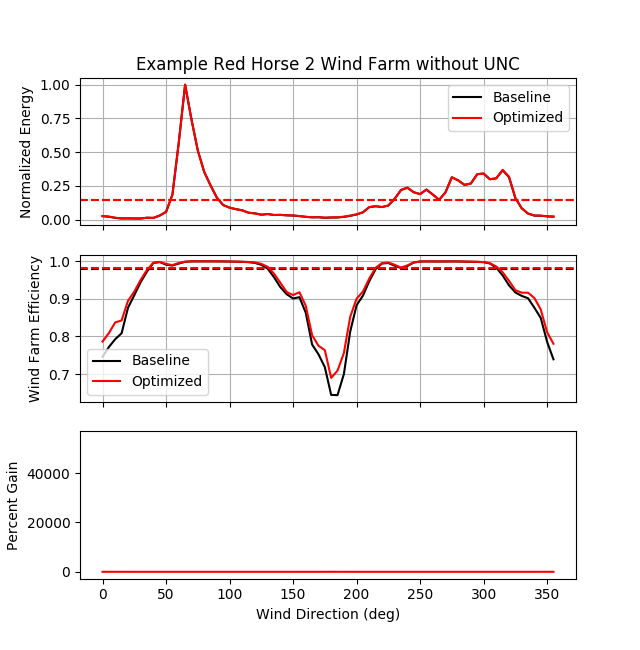 Example Red Horse 2 Wind Farm without UNC
Normalized Energy
1.00
0.75
0.50
0.25
0.00
Baseline
Optimized
Wind Farm Efficiency
1.0
0.9
0.8
0.7
Baseline
Optimized
Percent Gain
40000
20000
0
0 50 100 150 200 250 300 350
Wind Direction (deg)